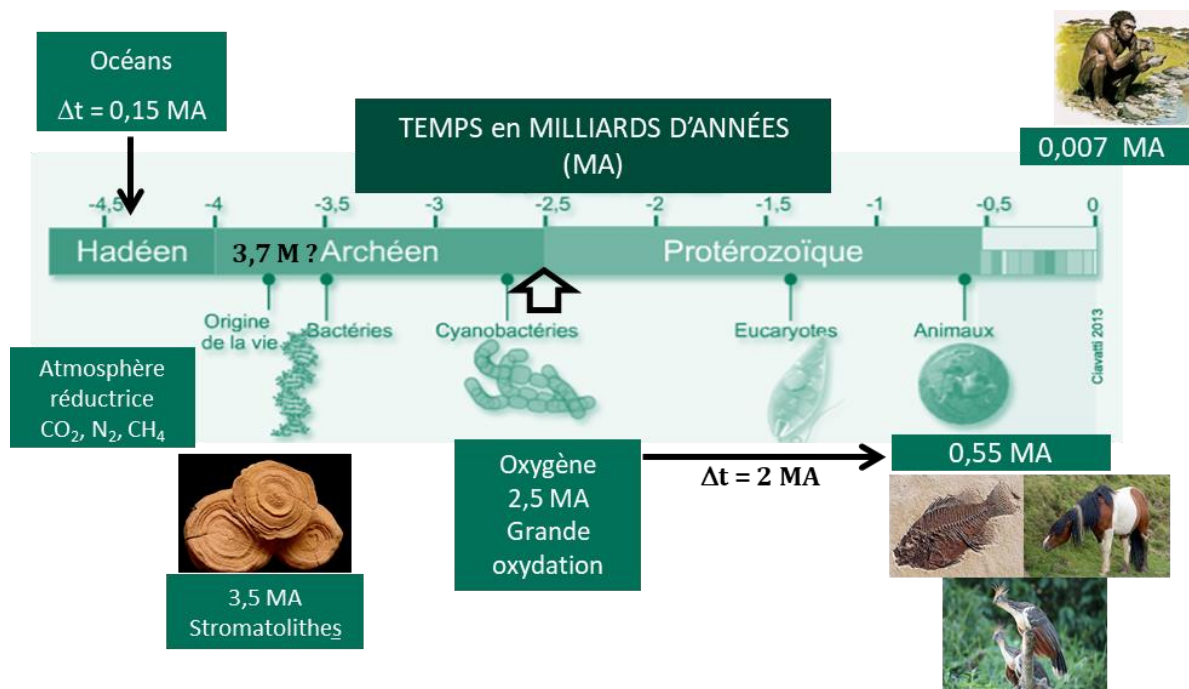 Océans
Δt = 0,15 MA
TEMPS en MILLIARDS D'ANNÉES
(MA)
0,007 MA
-4,5 -4 -3,5 -3 -2,5 -2 -1,5 -1 -0,5 0
Hadéen 3,7 M ? Archéen Protérozoïque
Origine
de la vie
Bactéries
Cyanobactéries
Eucaryotes
Animaux
Ciavatti 2013
Atmosphère
réductrice
CO₂, N₂, CH₄
3,5 MA
Stromatolithes
Oxygène
2,5 MA
Grande
oxydation
Δt = 2 MA
0,55 MA